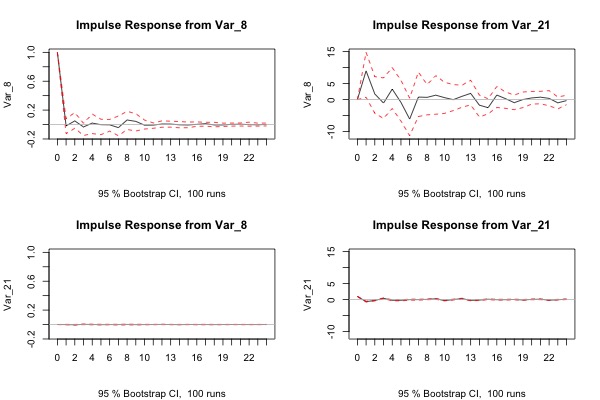 Impulse Response from Var_8
Var_8
1.0
0.6
0.2
-0.2
0 2 4 6 8 10 13 16 19 22
95 % Bootstrap CI, 100 runs
Impulse Response from Var_21
Var_8
15
5
0
-10
0 2 4 6 8 10 13 16 19 22
95 % Bootstrap CI, 100 runs
Impulse Response from Var_8
Var_21
1.0
0.6
0.2
-0.2
0 2 4 6 8 10 13 16 19 22
95 % Bootstrap CI, 100 runs
Impulse Response from Var_21
Var_21
15
5
0
-10
0 2 4 6 8 10 13 16 19 22
95 % Bootstrap CI, 100 runs